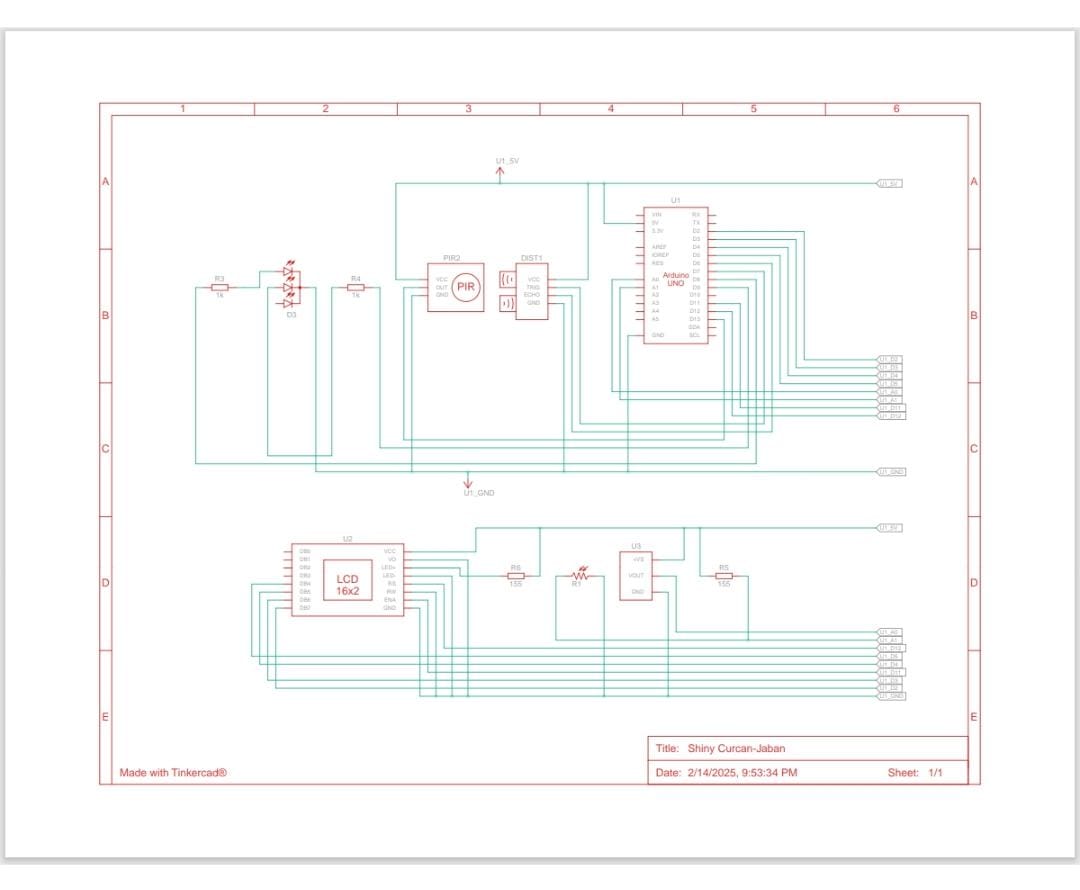 1 2 3 4 5 6
A A
B B
C C
D D
E E
U1_5V
U1_5V
U1
VIN
5V
3.3V
AREF
IOREF
RES
A0
A1
A2
A3
A4
A5
GND
RX
TX
D2
D3
D4
D5
D6
D7
D8
D9
D10
D11
D12
D13
SDA
SCL
Arduino
UNO
R3
1k
D3
R4
1k
PIR2
VCC
OUT
GND
PIR
DIST1
VCC
TRIG
ECHO
GND
U1_D2
U1_D3
U1_D4
U1_D5
U1_A0
U1_A1
U1_D11
U1_D12
U1_GND
U1_GND
U1_5V
U2
DB0
DB1
DB2
DB3
DB4
DB5
DB6
DB7
LCD
16x2
VCC
VO
LED+
LED-
RS
RW
ENA
GND
R6
155
R1
U3
+VS
VOUT
GND
R5
155
U1_A0
U1_A1
U1_D12
U1_D5
U1_D4
U1_D11
U1_D3
U1_D2
U1_GND
Title: Shiny Curcan-Jaban
Made with Tinkercad®
Date: 2/14/2025, 9:53:34 PM Sheet: 1/1